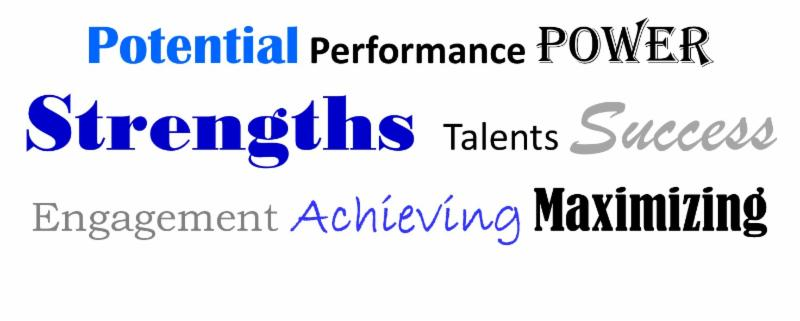 Potential Performance POWER
Strengths Talents Success
Engagement Achieving Maximizing